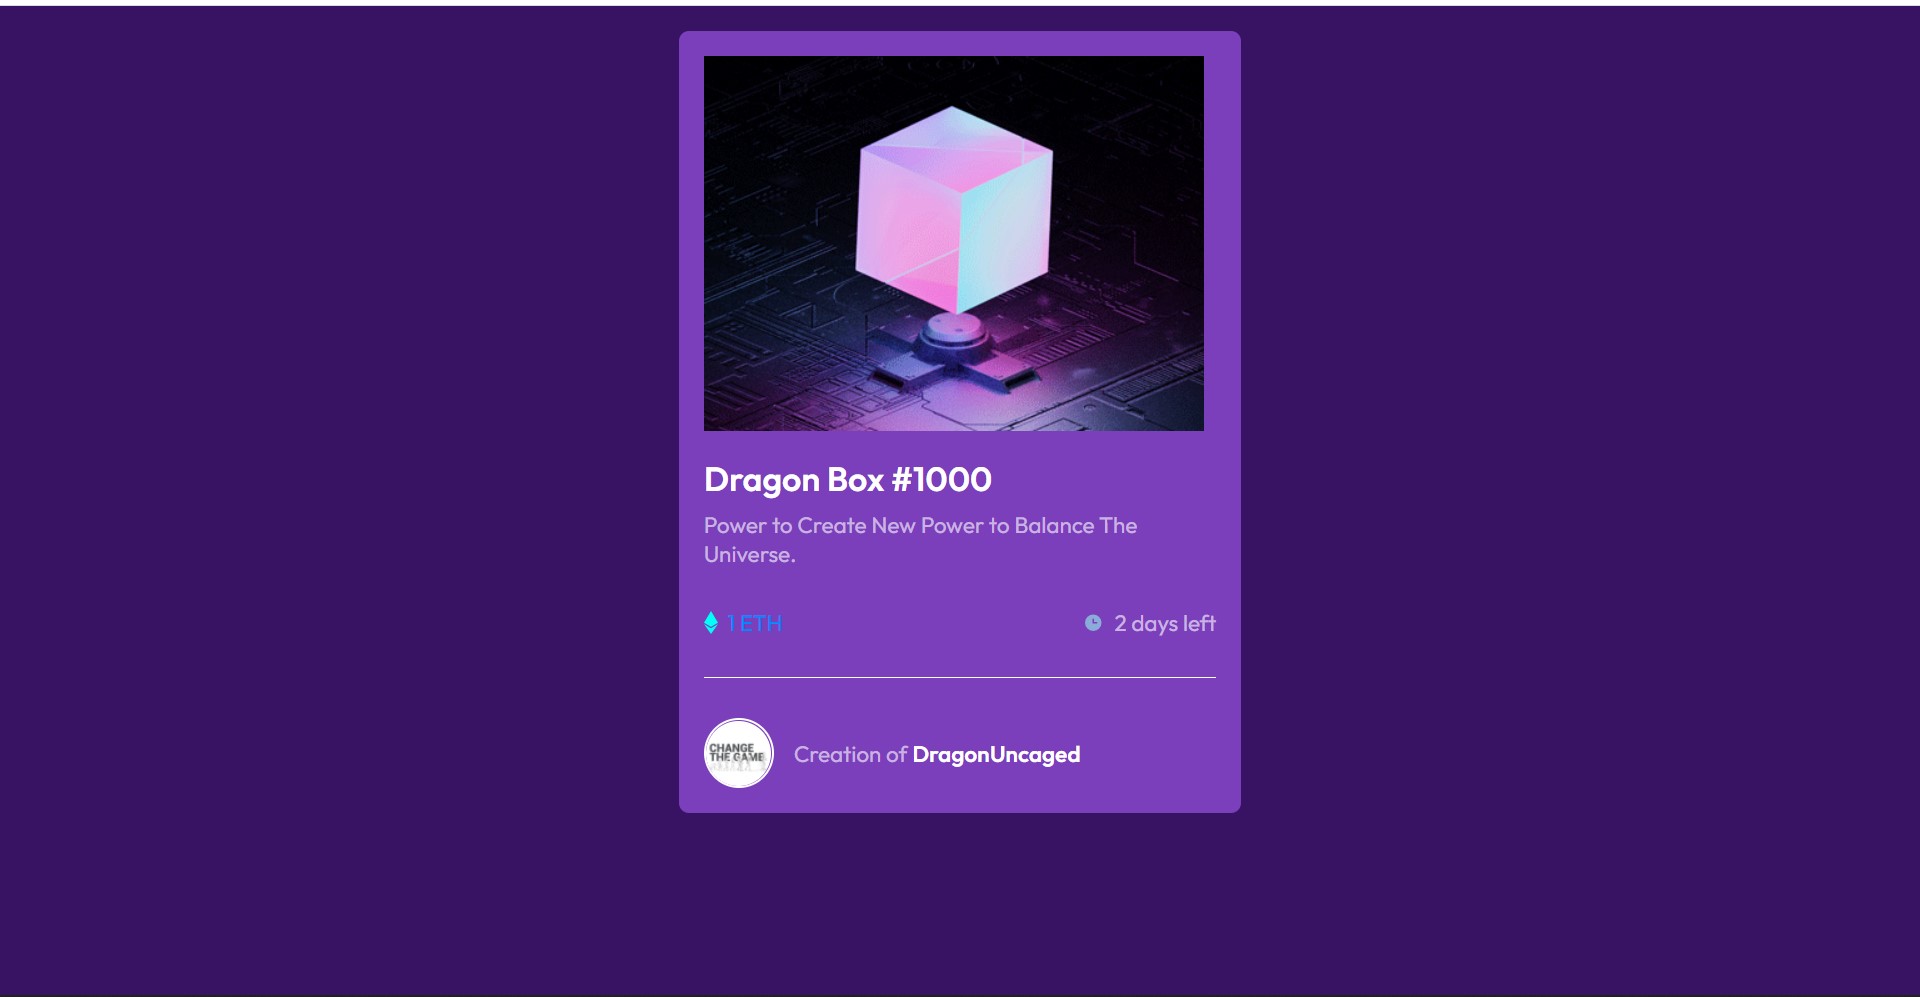 Dragon Box #1000
Power to Create New Power to Balance The
Universe.
1 ETH
2 days left
CHANGE
THE GAME
Creation of DragonUncaged